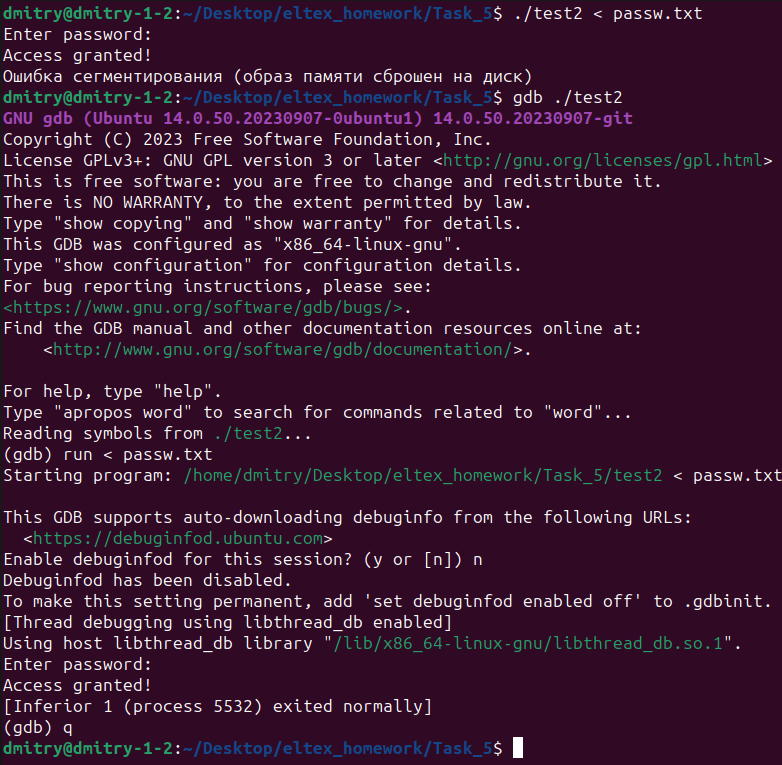 dmitry@dmitry-1-2:~/Desktop/eltex_homework/Task_5$ ./test2 < passw.txt
Enter password:
Access granted!
Ошибка сегментирования (образ памяти сброшен на диск)
dmitry@dmitry-1-2:~/Desktop/eltex_homework/Task_5$ gdb ./test2
GNU gdb (Ubuntu 14.0.50.20230907-0ubuntu1) 14.0.50.20230907-git
Copyright (C) 2023 Free Software Foundation, Inc.
License GPLv3+: GNU GPL version 3 or later <http://gnu.org/licenses/gpl.html>
This is free software: you are free to change and redistribute it.
There is NO WARRANTY, to the extent permitted by law.
Type "show copying" and "show warranty" for details.
This GDB was configured as "x86_64-linux-gnu".
Type "show configuration" for configuration details.
For bug reporting instructions, please see:
<https://www.gnu.org/software/gdb/bugs/>.
Find the GDB manual and other documentation resources online at:
    <http://www.gnu.org/software/gdb/documentation/>.

For help, type "help".
Type "apropos word" to search for commands related to "word"...
Reading symbols from ./test2...
(gdb) run < passw.txt
Starting program: /home/dmitry/Desktop/eltex_homework/Task_5/test2 < passw.txt

This GDB supports auto-downloading debuginfo from the following URLs:
  <https://debuginfod.ubuntu.com>
Enable debuginfod for this session? (y or [n]) n
Debuginfod has been disabled.
To make this setting permanent, add 'set debuginfod enabled off' to .gdbinit.
[Thread debugging using libthread_db enabled]
Using host libthread_db library "/lib/x86_64-linux-gnu/libthread_db.so.1".
Enter password:
Access granted!
[Inferior 1 (process 5532) exited normally]
(gdb) q
dmitry@dmitry-1-2:~/Desktop/eltex_homework/Task_5$